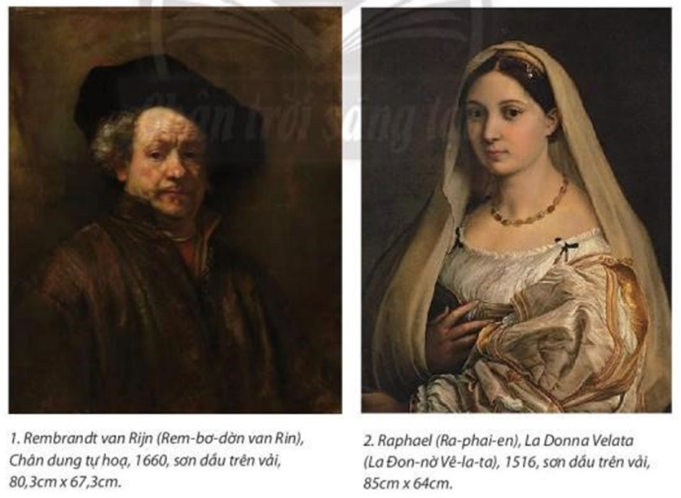 Chân trời sáng tạ
1. Rembrandt van Rijn (Rem-bơ-dờn van Rin),
Chân dung tự hoạ, 1660, sơn dầu trên vải,
80,3cm x 67,3cm.
2. Raphael (Ra-phai-en), La Donna Velata
(La Đon-nờ Vê-la-ta), 1516, sơn dầu trên vải,
85cm x 64cm.